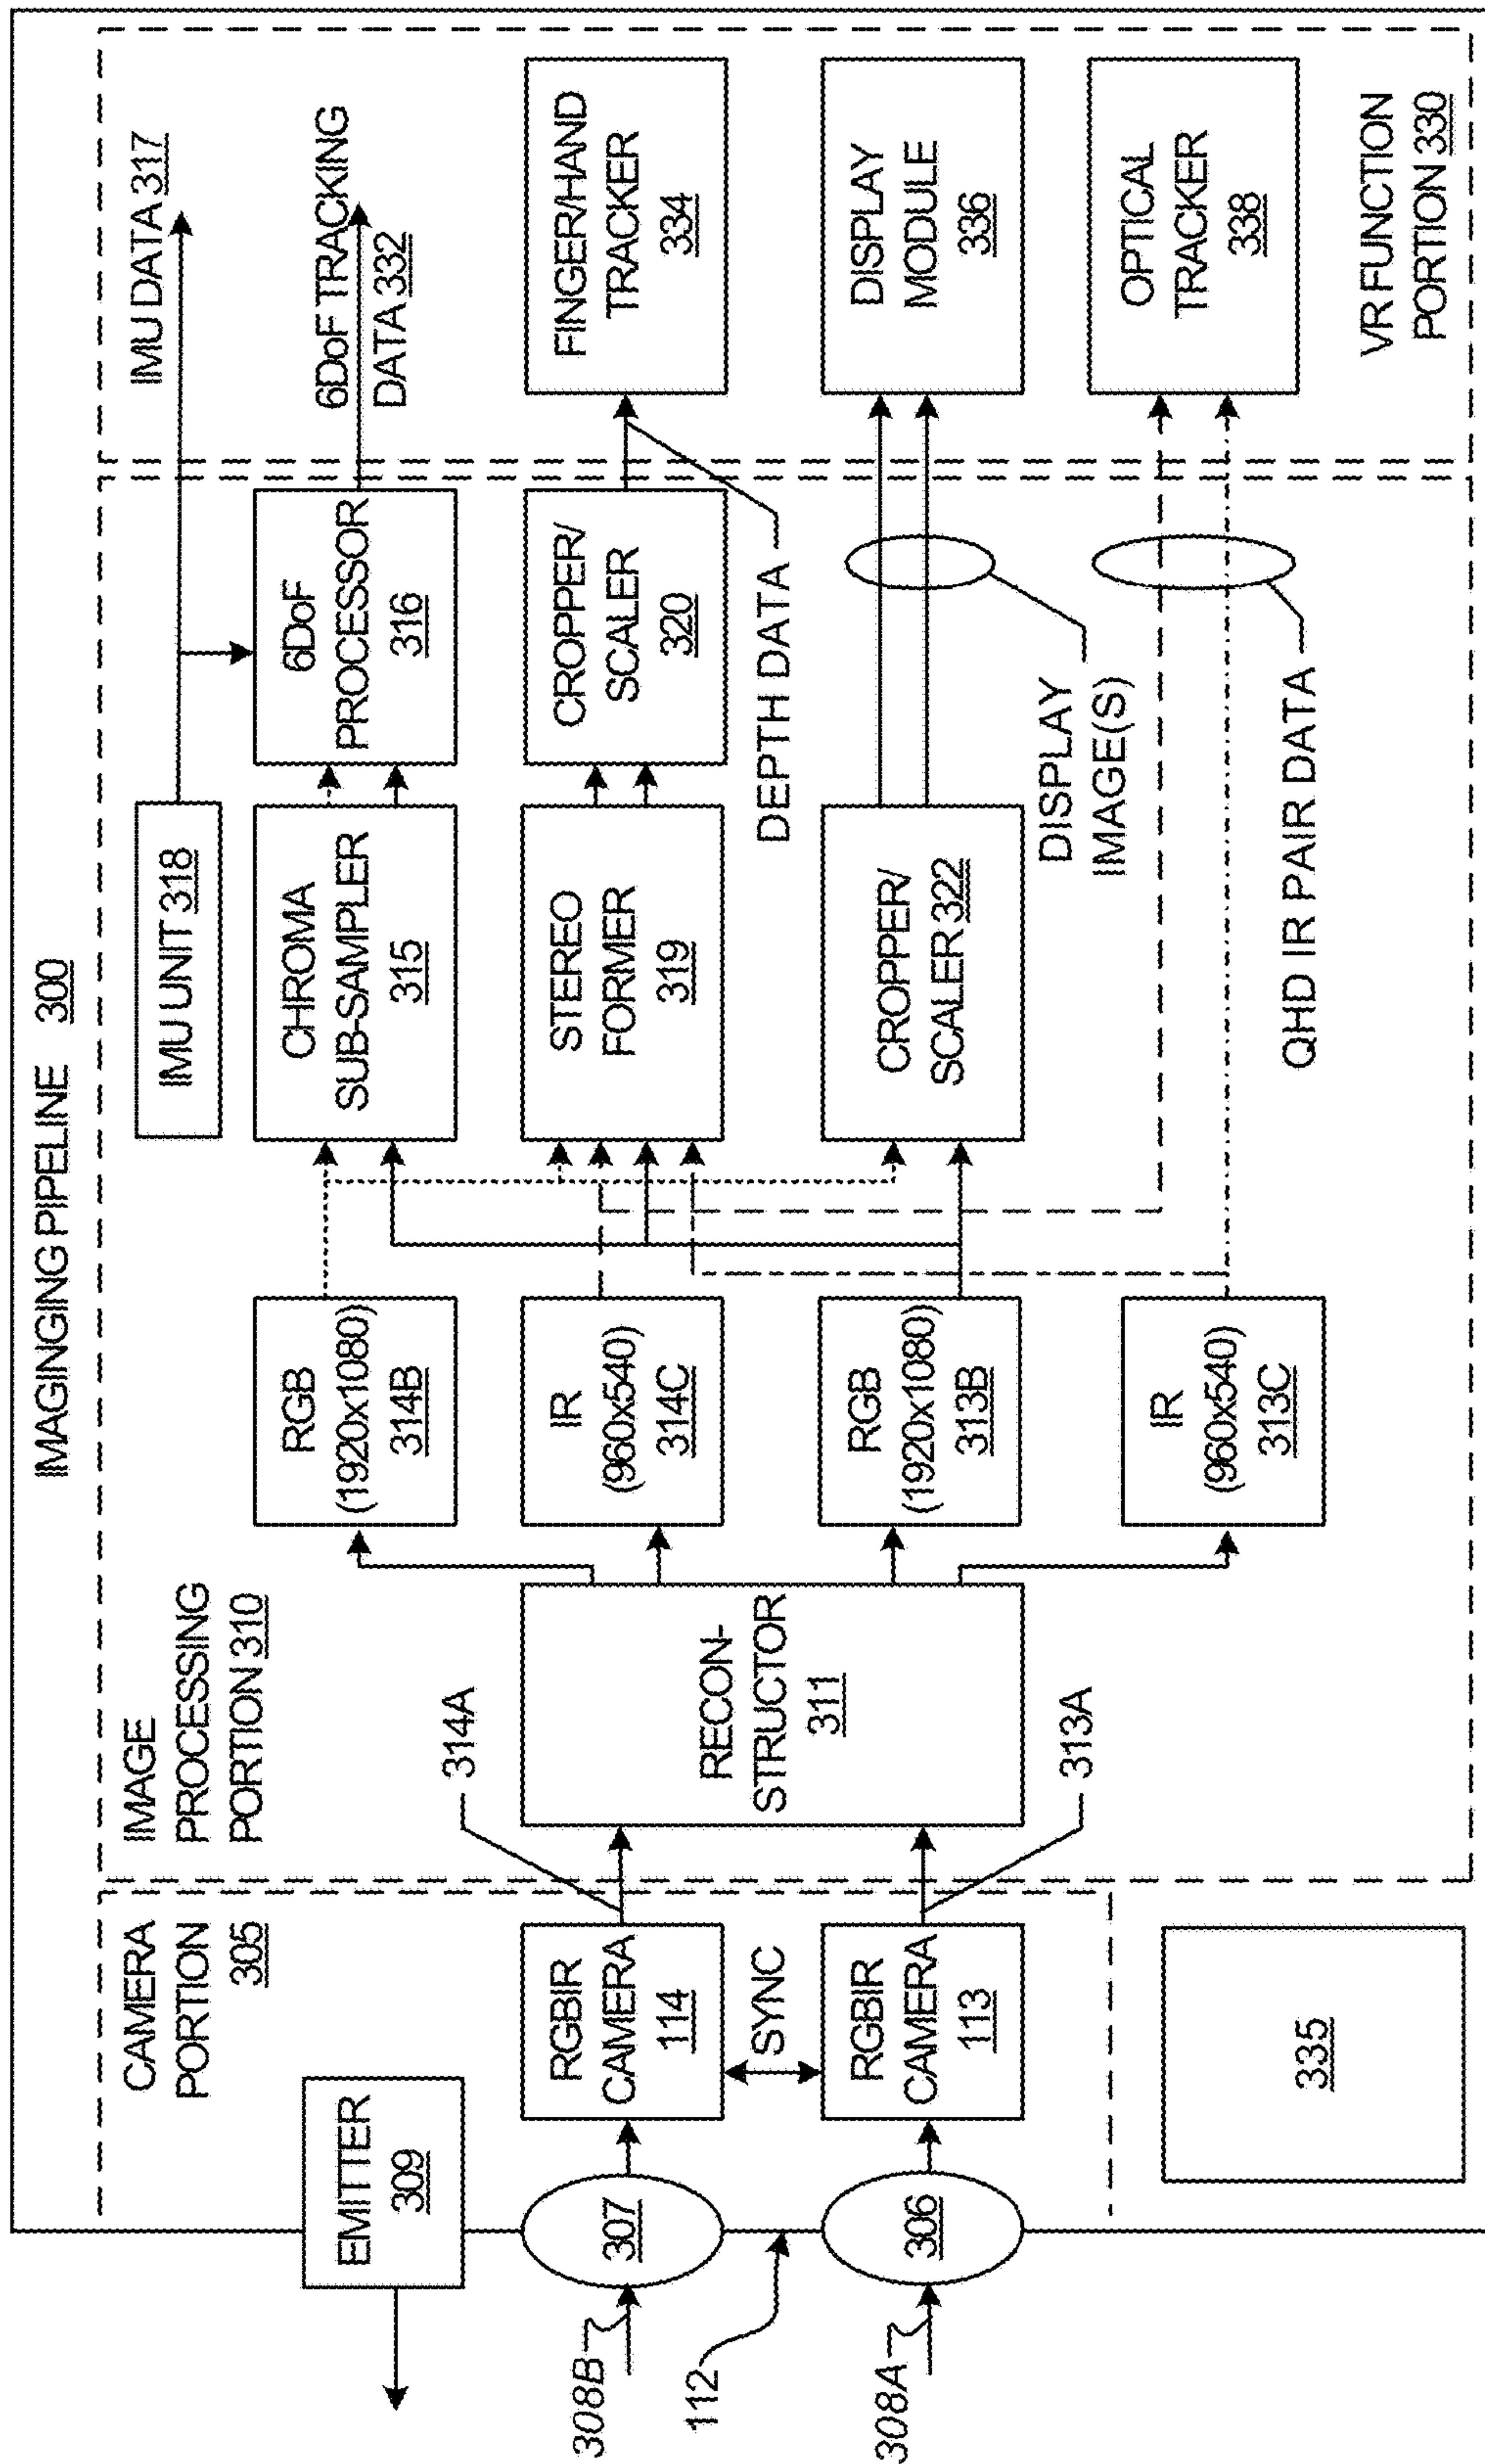 IMAGINGING PIPELINE 300
CAMERA
PORTION 305
EMITTER
309
307
306
308B
112
308A
RGBIR
CAMERA
114
SYNC
RGBIR
CAMERA
113
335
IMAGE
PROCESSING
PORTION 310
314A
313A
RECON-
STRUCTOR
311
RGB
(1920x1080)
314B
IR
(960x540)
314C
RGB
(1920x1080)
313B
IR
(960x540)
313C
IMU UNIT 318
CHROMA
SUB-SAMPLER
315
STEREO
FORMER
319
CROPPER/
SCALER 322
6DoF
PROCESSOR
316
CROPPER/
SCALER
320
DEPTH DATA
DISPLAY
IMAGE(S)
QHD IR PAIR DATA
IMU DATA 317
6DoF TRACKING
DATA 332
FINGER/HAND
TRACKER
334
DISPLAY
MODULE
336
OPTICAL
TRACKER
338
VR FUNCTION
PORTION 330